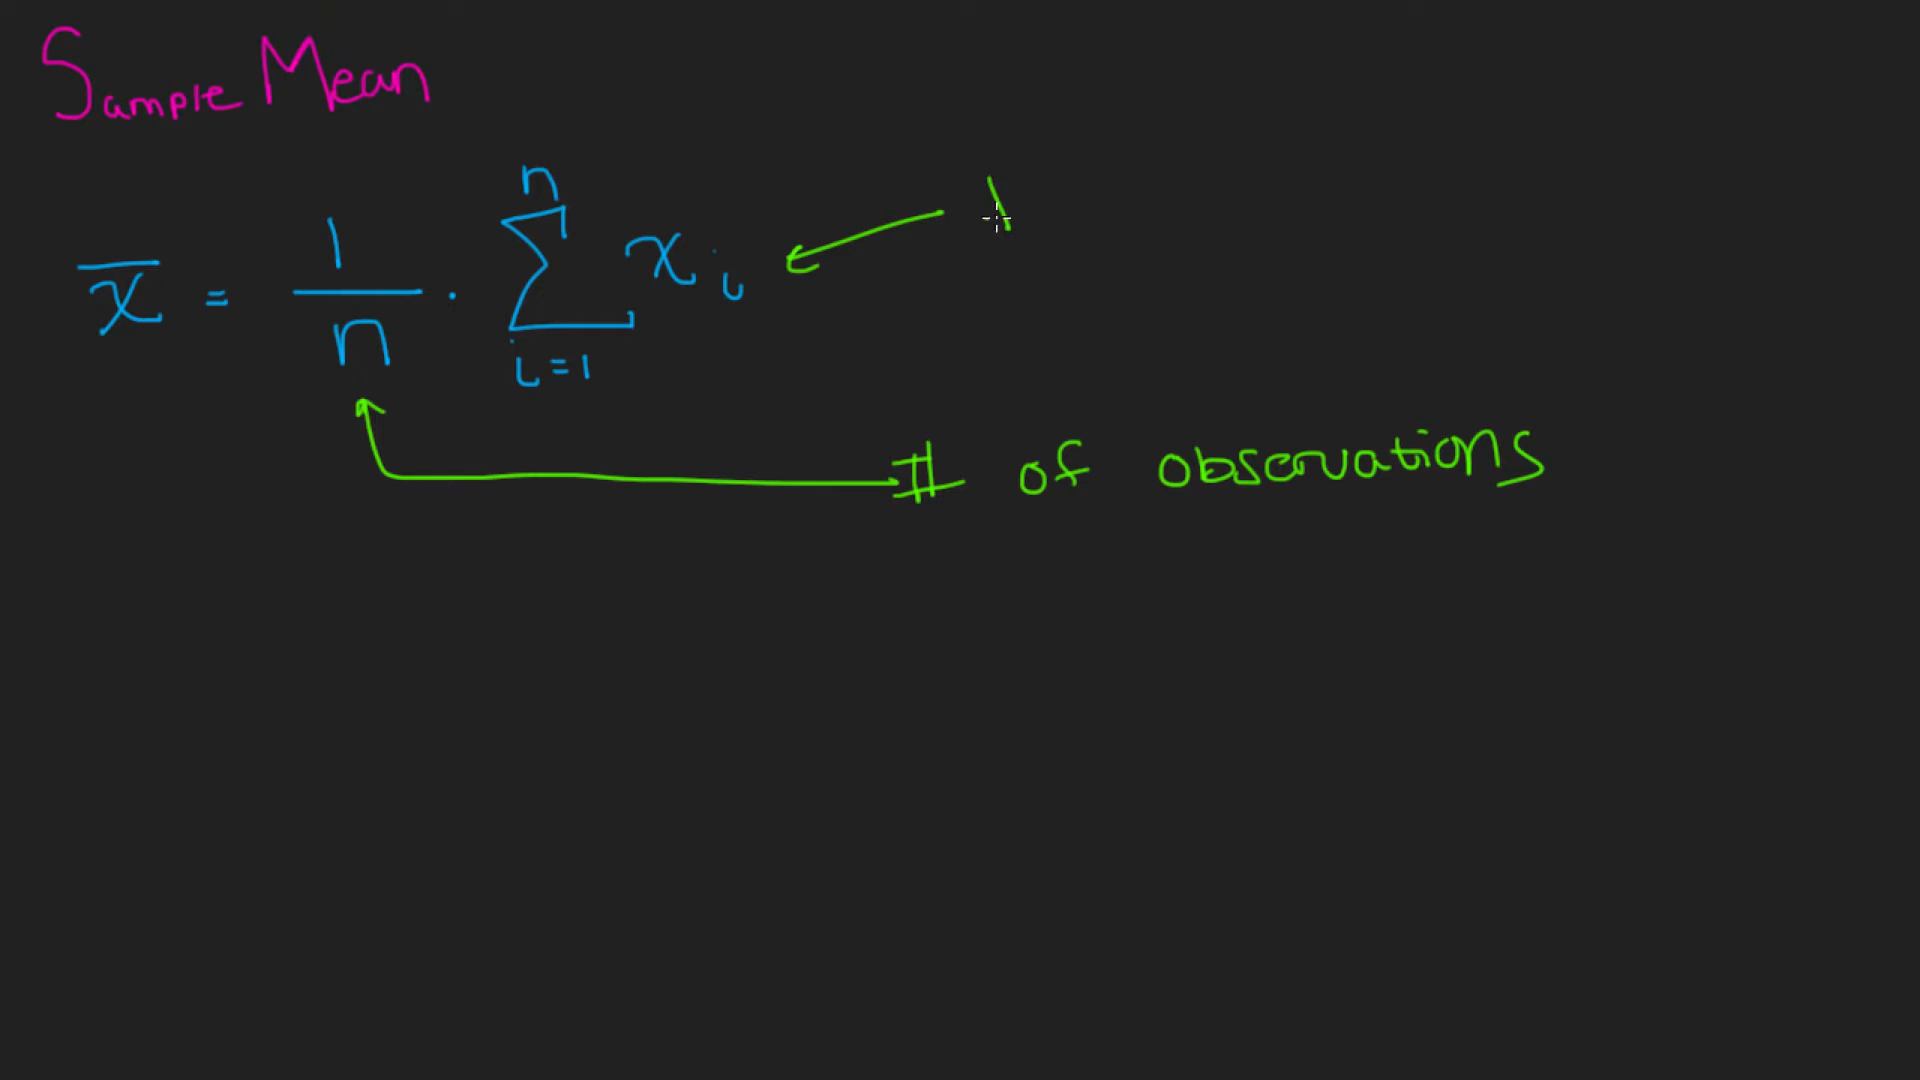 Sample Mean
x̄ = 1/n · n∑i=1 xᵢ
# of observations